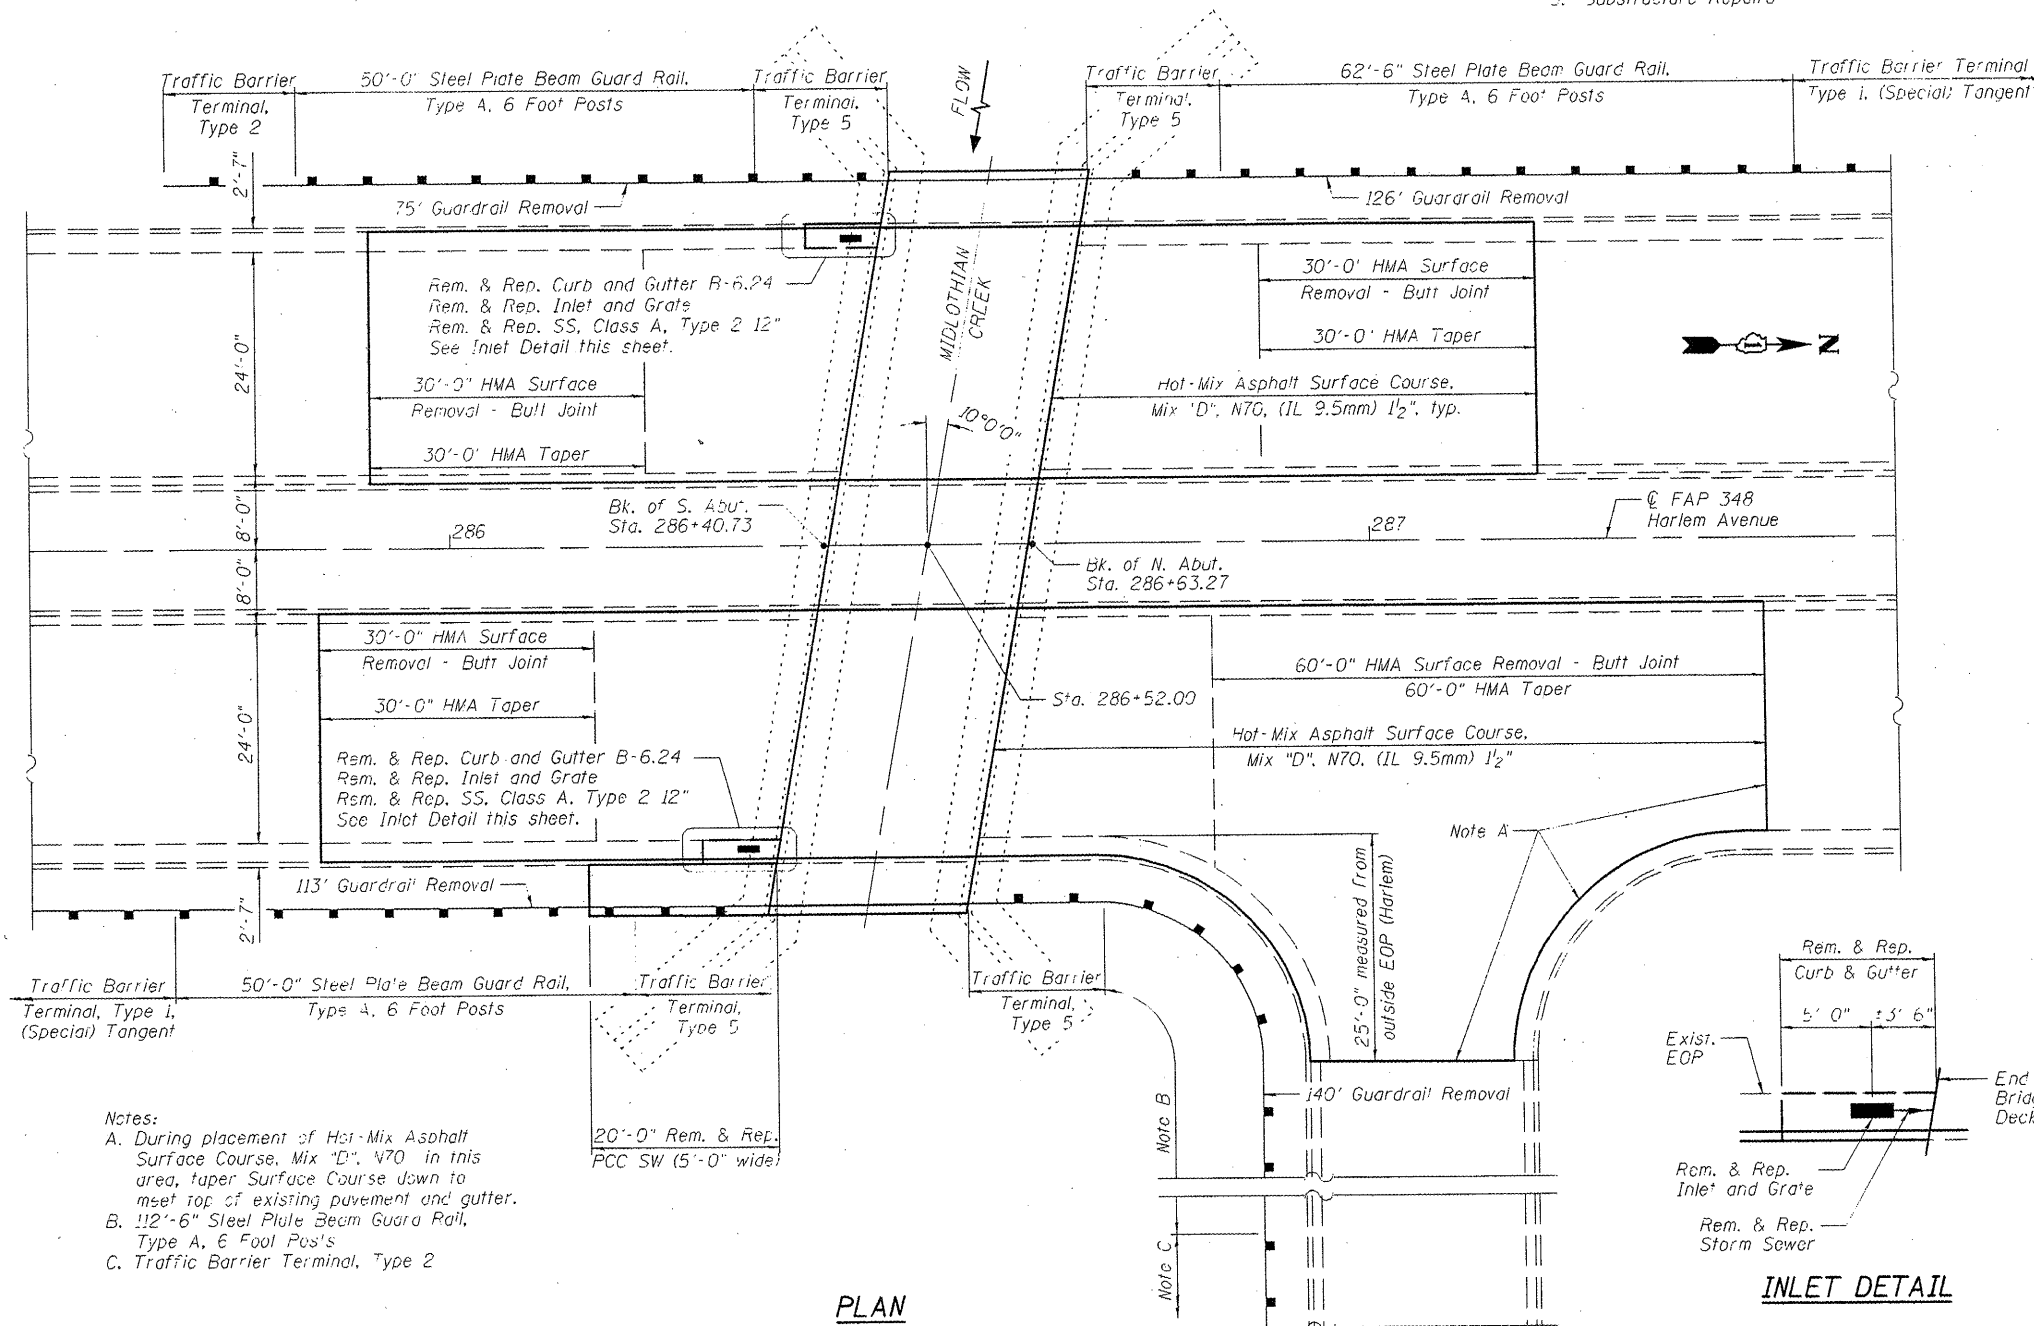 Substructure Repairs
Traffic Barrier
Terminal,
Type 2
50'-0" Steel Plate Beam Guard Rail,
Type A, 6 Foot Posts
Traffic Barrier
Terminal,
Type 5
FLOW
Traffic Barrier
Terminal,
Type 5
62'-6" Steel Plate Beam Guard Rail,
Type A, 6 Foot Posts
Traffic Barrier Terminal
Type 1, (Special) Tangent
2'-7"
75' Guardrail Removal
126' Guardrail Removal
Rem. & Rep. Curb and Gutter B-6.24
Rem. & Rep. Inlet and Grate
Rem. & Rep. SS, Class A, Type 2 12"
See Inlet Detail this sheet.
MIDLOTHIAN
CREEK
30'-0" HMA Surface
Removal - Butt Joint
30'-0" HMA Taper
24'-0"
30'-0" HMA Surface
Removal - Butt Joint
30'-0" HMA Taper
Hot-Mix Asphalt Surface Course,
Mix "D", N70, (IL 9.5mm) 1½", typ.
N
10°0'0"
Bk. of S. Abut.
Sta. 286+40.73
℄ FAP 348
Harlem Avenue
8'-0"
286
287
8'-0"
Bk. of N. Abut.
Sta. 286+63.27
30'-0" HMA Surface
Removal - Butt Joint
30'-0" HMA Taper
60'-0" HMA Surface Removal - Butt Joint
60'-0" HMA Taper
Sta. 286+52.00
24'-0"
Hot-Mix Asphalt Surface Course,
Mix "D", N70, (IL 9.5mm) 1½"
Rem. & Rep. Curb and Gutter B-6.24
Rem. & Rep. Inlet and Grate
Rem. & Rep. SS, Class A, Type 2 12"
See Inlet Detail this sheet.
Note A
113' Guardrail Removal
2'-7"
25'-0" measured from
outside EOP (Harlem)
Traffic Barrier
Terminal, Type 1,
(Special) Tangent
50'-0" Steel Plate Beam Guard Rail,
Type A, 6 Foot Posts
Traffic Barrier
Terminal,
Type 5
Traffic Barrier
Terminal,
Type 5
Rem. & Rep.
Curb & Gutter
5' 0" ±3' 6"
Exist.
EOP
End
Deck
140' Guardrail Removal
Note B
20'-0" Rem. & Rep.
PCC SW (5'-0" wide)
Rem. & Rep.
Inlet and Grate
Rem. & Rep.
Storm Sewer
Note C
Notes:
A. During placement of Hot-Mix Asphalt
Surface Course, Mix "D", N70 in this
area, taper Surface Course down to
meet top of existing pavement and gutter.
B. 112'-6" Steel Plate Beam Guard Rail,
Type A, 6 Foot Posts
C. Traffic Barrier Terminal, Type 2
PLAN
INLET DETAIL